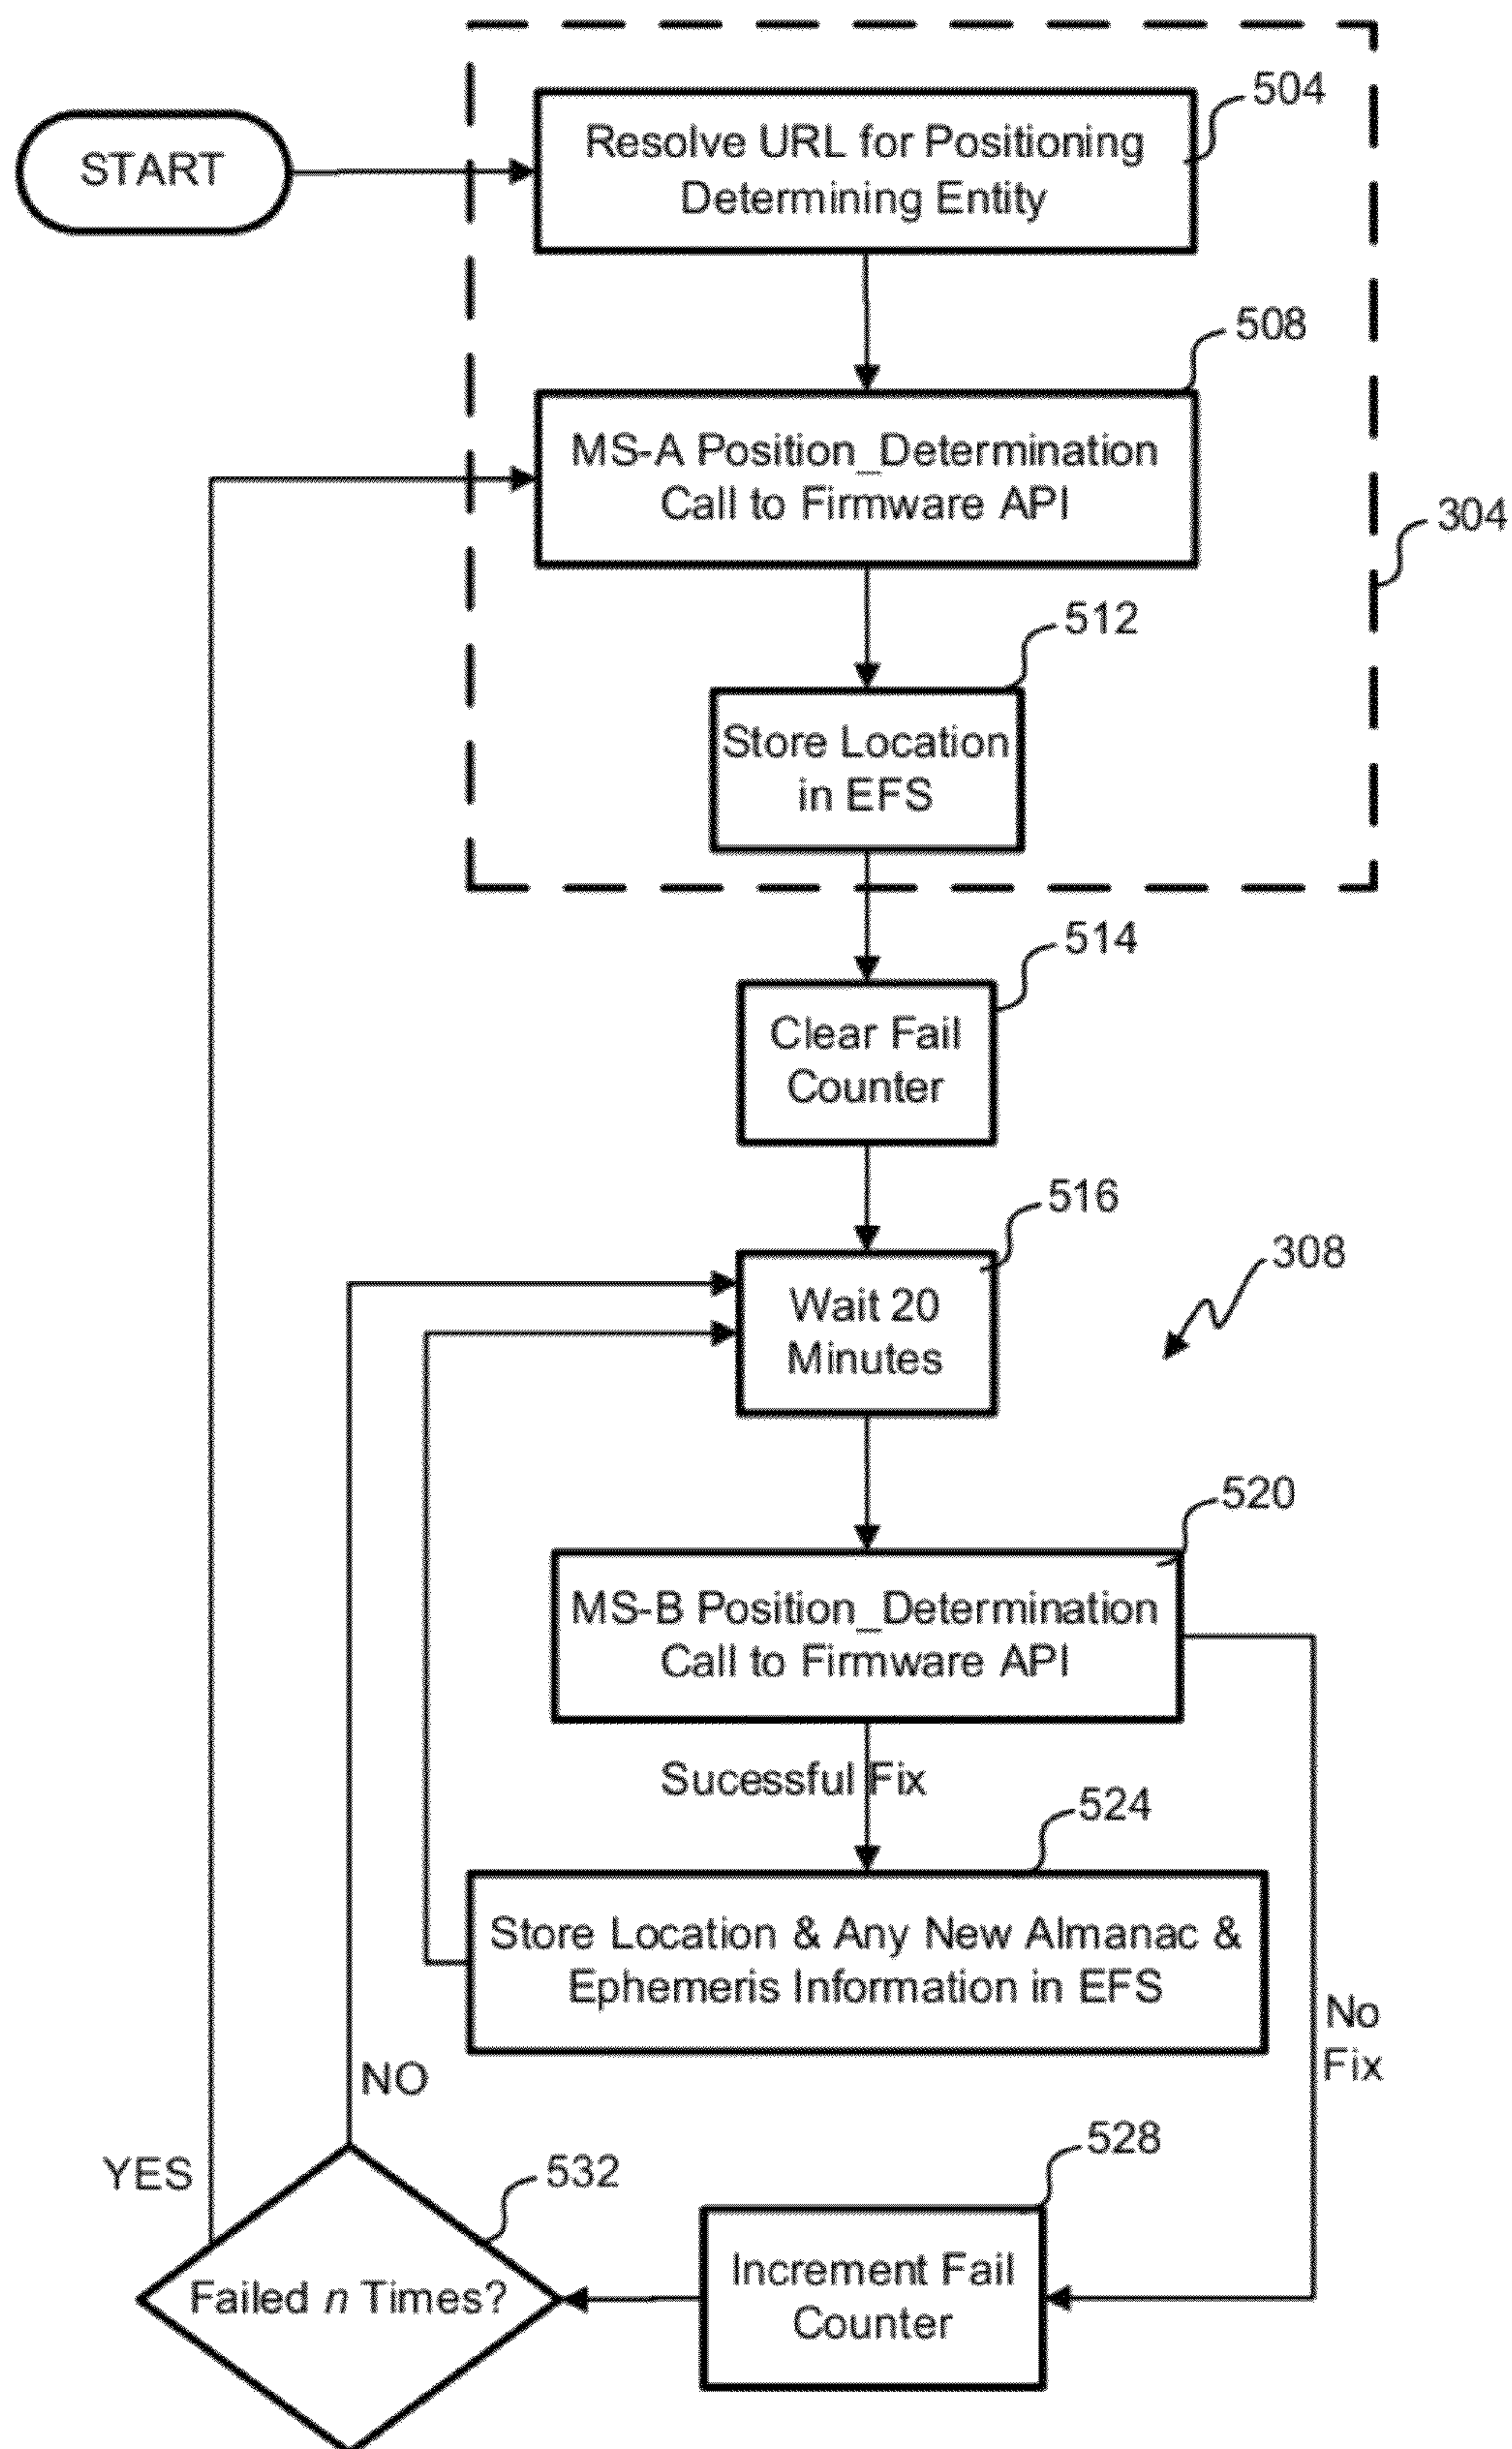 504
START
Resolve URL for Positioning
Determining Entity
508
MS-A Position_Determination
Call to Firmware API
304
512
Store Location
in EFS
514
Clear Fail
Counter
516
308
Wait 20
Minutes
520
MS-B Position_Determination
Call to Firmware API
Sucessful Fix
524
Store Location & Any New Almanac &
Ephemeris Information in EFS
No
Fix
NO
YES
532
528
Failed n Times?
Increment Fail
Counter